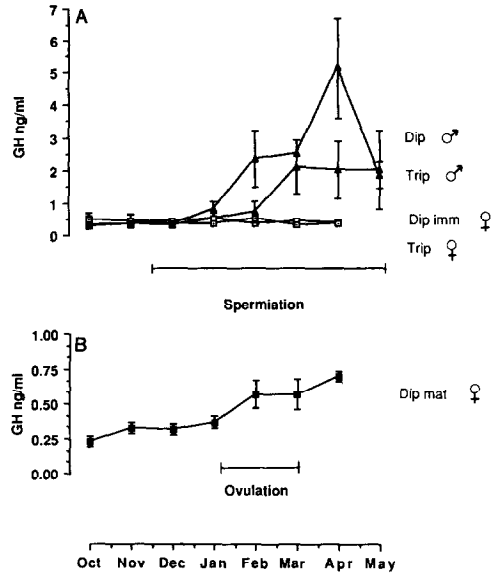 A
7
6
5
4
3
2
1
0
GH ng/ml
Dip ♂
Trip ♂
Dip imm ♀
Trip ♀
Spermiation
B
1.00
0.75
0.50
0.25
0.00
GH ng/ml
Dip mat ♀
Ovulation
Oct Nov Dec Jan Feb Mar Apr May